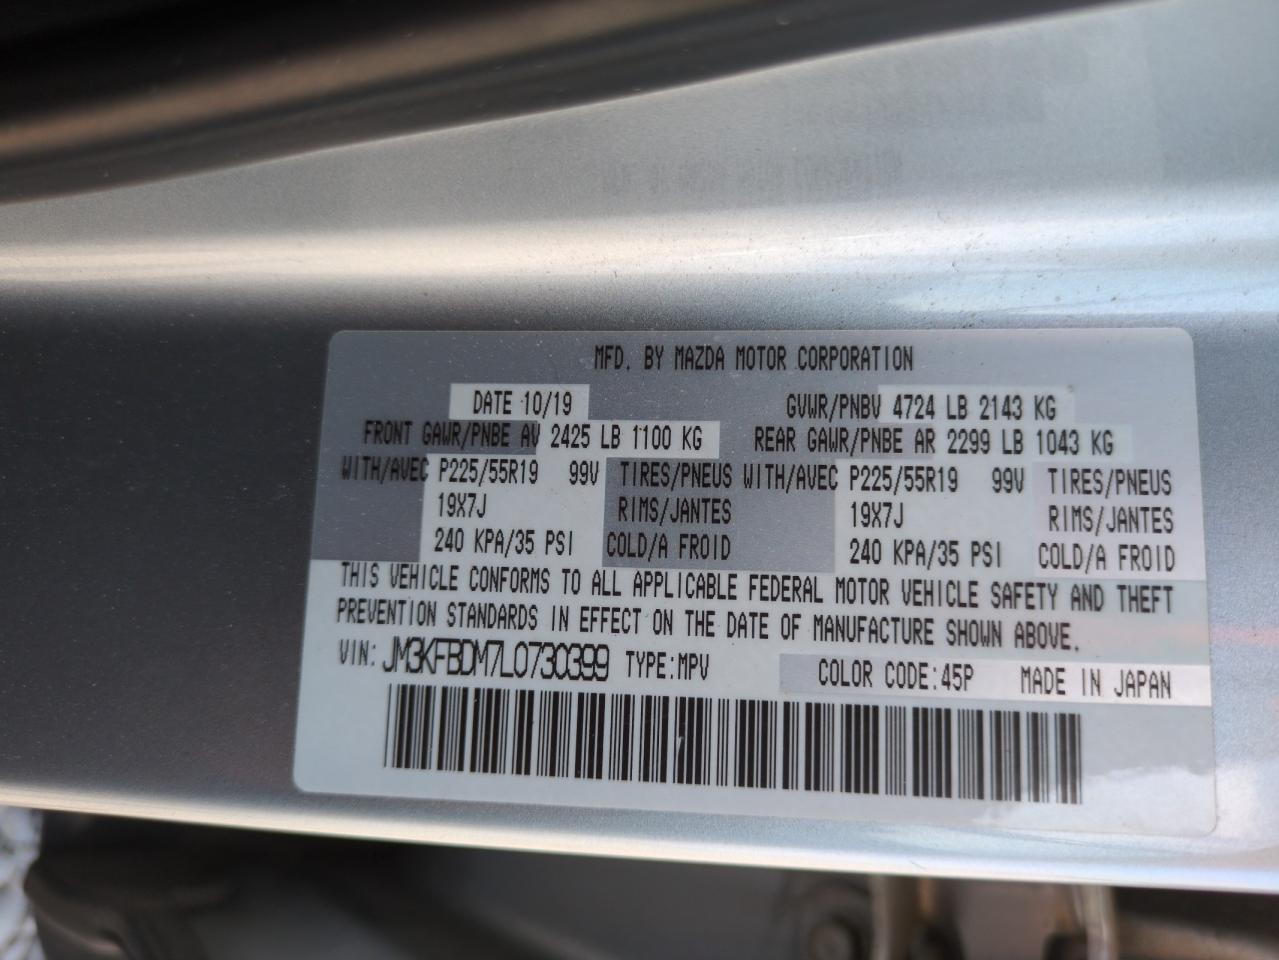 MFD. BY MAZDA MOTOR CORPORATION
DATE 10/19 GVWR/PNBV 4724 LB 2143 KG
FRONT GAWR/PNBE AV 2425 LB 1100 KG REAR GAWR/PNBE AR 2299 LB 1043 KG
WITH/AVEC P225/55R19 99V TIRES/PNEUS WITH/AVEC P225/55R19 99V TIRES/PNEUS
19X7J RIMS/JANTES 19X7J RIMS/JANTES
240 KPA/35 PSI COLD/A FROID 240 KPA/35 PSI COLD/A FROID
THIS VEHICLE CONFORMS TO ALL APPLICABLE FEDERAL MOTOR VEHICLE SAFETY AND THEFT
PREVENTION STANDARDS IN EFFECT ON THE DATE OF MANUFACTURE SHOWN ABOVE.
VIN: JM3KFBDM7L0730399 TYPE:MPV COLOR CODE:45P MADE IN JAPAN